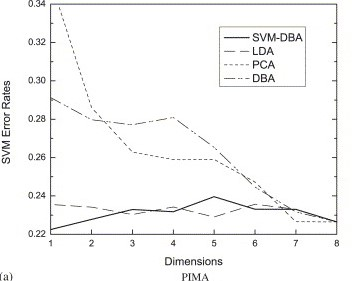 0.34
0.32
0.30
0.28
0.26
0.24
0.22
SVM Error Rates
SVM-DBA
LDA
PCA
DBA
1 2 3 4 5 6 7 8
Dimensions
(a) PIMA